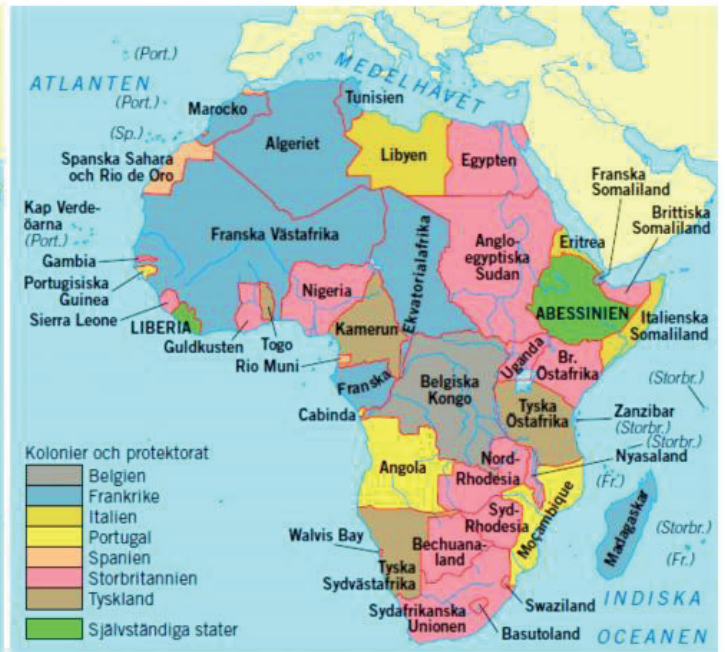 (Port.)
ATLANTEN
(Port.)
MEDELHAVET
Marocko
Tunisien
(Sp.)
Algeriet
Libyen
Egypten
Spanska Sahara
och Rio de Oro
Franska
Somaliland
Brittiska
Somaliland
Kap Verde-
öarna
(Port.)
Franska Västafrika
Ekvatorialafrika
Anglo-
egyptiska
Sudan
Eritrea
Gambia
Portugisiska
Guinea
Nigeria
ABESSINIEN
Sierra Leone
LIBERIA
Italienska
Somaliland
Guldkusten
Togo
Kamerun
Rio Muni
Uganda
Br.
Östafrika
Franska
Belgiska
Kongo
(Storbr.)
Cabinda
Tyska
Östafrika
Zanzibar
(Storbr.)
(Storbr.)
Nyasaland
Kolonier och protektorat
Belgien
Frankrike
Italien
Portugal
Spanien
Storbritannien
Tyskland
Självständiga stater
Angola
Nord-
Rhodesia
(Fr.)
Syd-
Rhodesia
Moçambique
Madagaskar
(Storbr.)
(Fr.)
Walvis Bay
Bechuana-
land
Tyska
Sydvästafrika
Swaziland
INDISKA
OCEANEN
Sydafrikanska
Unionen
Basutoland